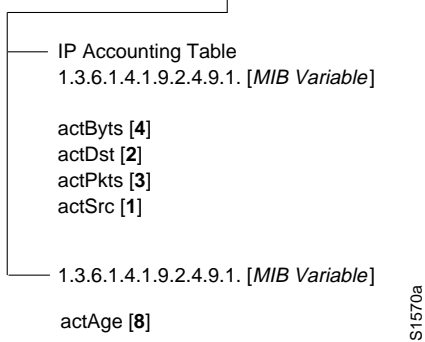 IP Accounting Table
1.3.6.1.4.1.9.2.4.9.1. [MIB Variable]
actByts [4]
actDst [2]
actPkts [3]
actSrc [1]
1.3.6.1.4.1.9.2.4.9.1. [MIB Variable]
actAge [8]
S1570a